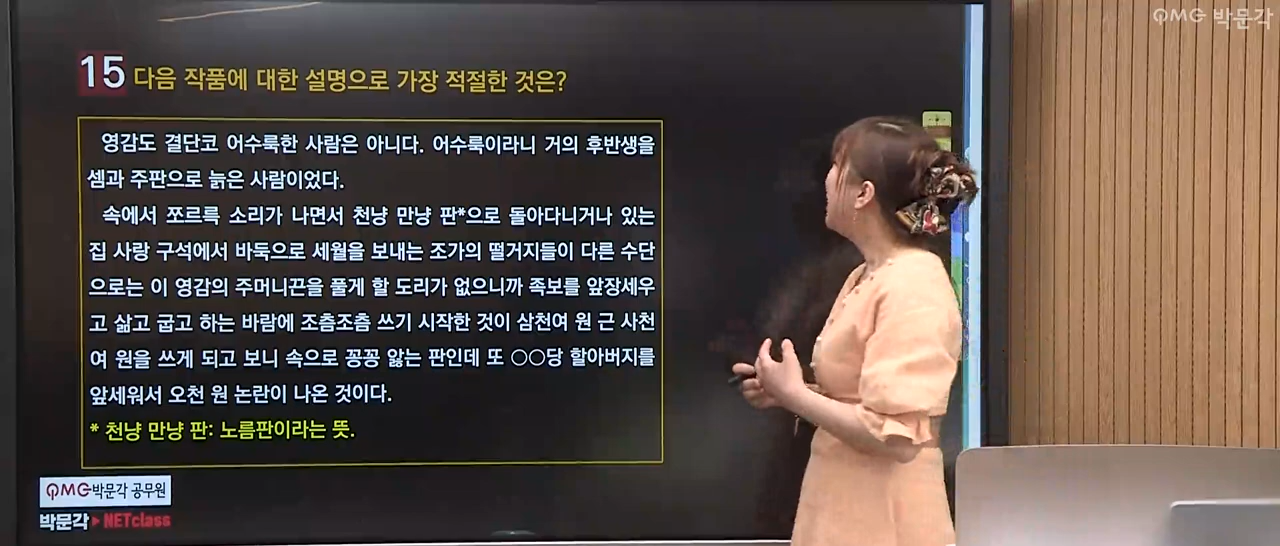 QMG 박문각
15 다음 작품에 대한 설명으로 가장 적절한 것은?
영감도 결단코 어수룩한 사람은 아니다. 어수룩이라니 거의 후반생을
셈과 주판으로 늙은 사람이었다.
속에서 쪼르륵 소리가 나면서 천냥 만냥 판*으로 돌아다니거나 있는
집 사랑 구석에서 바둑으로 세월을 보내는 조가의 떨거지들이 다른 수단
으로는 이 영감의 주머니끈을 풀게 할 도리가 없으니까 족보를 앞장세우
고 삶고 굽고 하는 바람에 조츰조츰 쓰기 시작한 것이 삼천여 원 근 사천
여 원을 쓰게 되고 보니 속으로 꽁꽁 앓는 판인데 또 ○○당 할아버지를
앞세워서 오천 원 논란이 나온 것이다.
* 천냥 만냥 판: 노름판이라는 뜻.
QMG박문각 공무원
박문각 NETclass